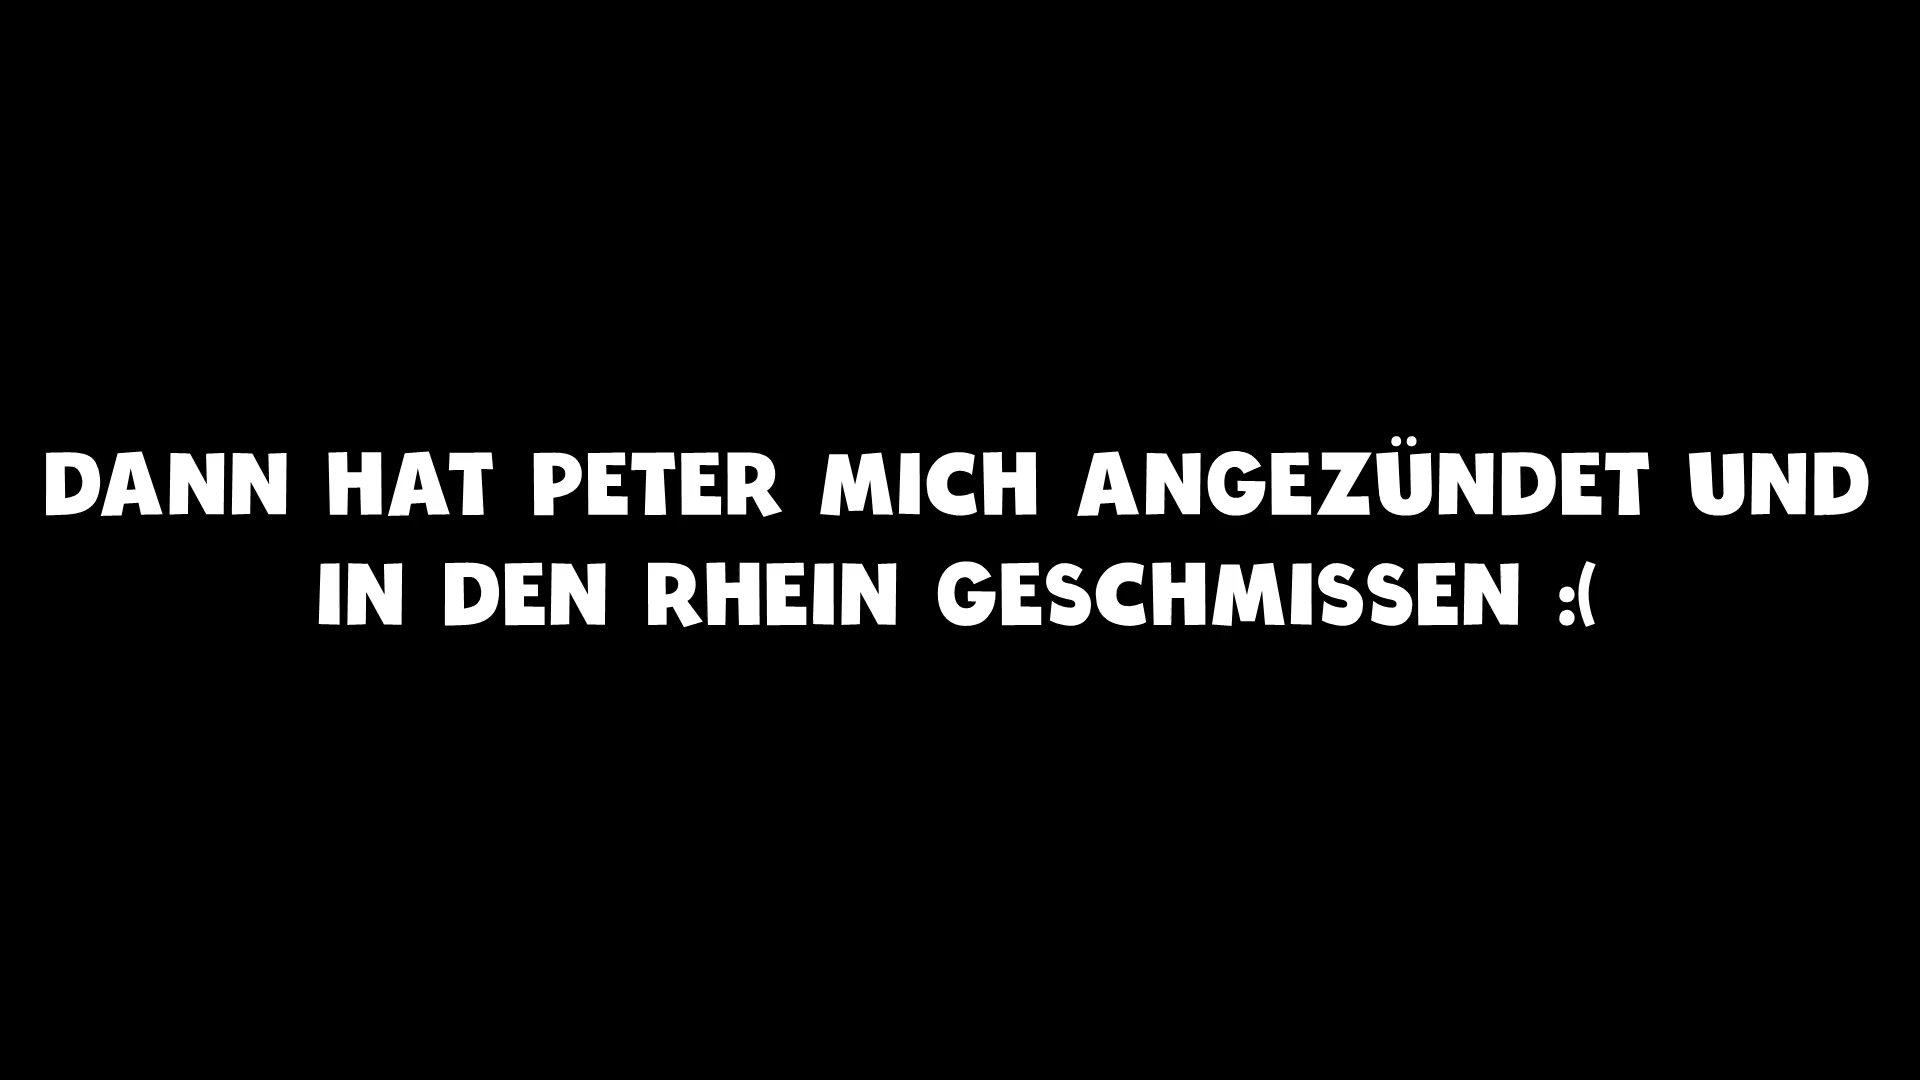 DANN HAT PETER MICH ANGEZÜNDET UND
IN DEN RHEIN GESCHMISSEN :(